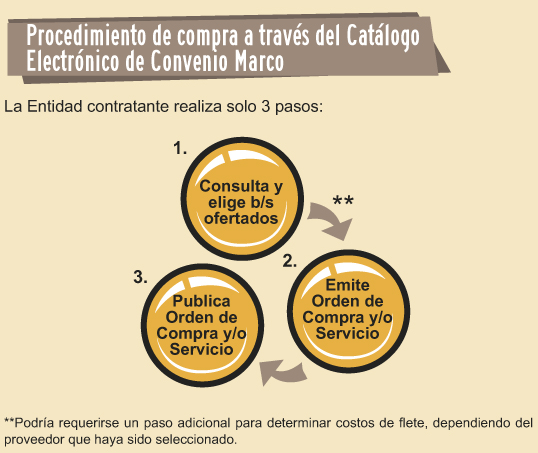 Procedimiento de compra a través del Catálogo
Electrónico de Convenio Marco
La Entidad contratante realiza solo 3 pasos:
1.
Consulta y
elige b/s
ofertados
**
2.
Emite
Orden de
Compra y/o
Servicio
3.
Publica
Orden de
Compra y/o
Servicio
**Podría requerirse un paso adicional para determinar costos de flete, dependiendo del
proveedor que haya sido seleccionado.